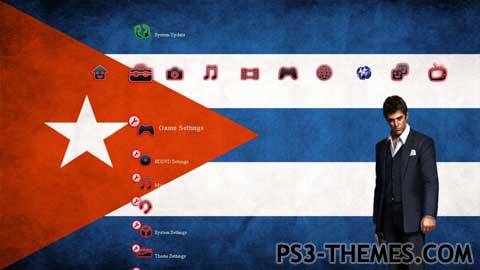 System Update
Game Settings
BD/DVD Settings
System Settings
Theme Settings
PS3-THEMES.COM